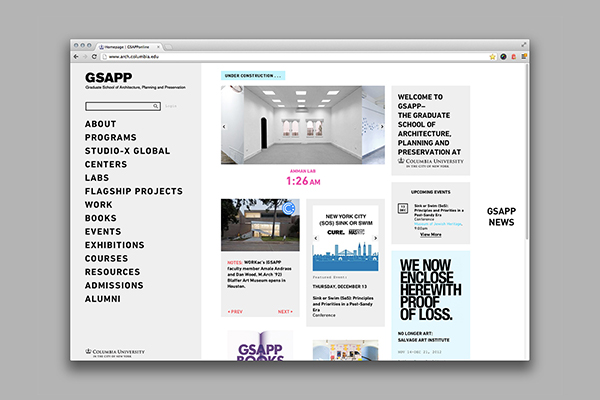 Homepage | GSAPPonline
www.arch.columbia.edu
GSAPP
Graduate School of Architecture, Planning and Preservation
ABOUT
PROGRAMS
STUDIO-X GLOBAL
CENTERS
LABS
FLAGSHIP PROJECTS
WORK
BOOKS
EVENTS
EXHIBITIONS
COURSES
RESOURCES
ADMISSIONS
ALUMNI
COLUMBIA UNIVERSITY
IN THE CITY OF NEW YORK
UNDER CONSTRUCTION . . .
AMMAN LAB
1:26 AM
NOTES: WORKac's (GSAPP
faculty member Amale Andraos
and Dan Wood, M.Arch '92)
Blaffer Art Museum opens in
Houston.
< PREV NEXT >
GSAPP
BOOKS
NEW YORK CITY
(SOS) SINK OR SWIM
CURE.
Featured Event:
THURSDAY, DECEMBER 13
Sink or Swim (SoS): Principles
and Priorities in a Post-Sandy
Era
Conference
WELCOME TO
GSAPP–
THE GRADUATE
SCHOOL OF
ARCHITECTURE,
PLANNING AND
PRESERVATION AT
COLUMBIA UNIVERSITY
IN THE CITY OF NEW YORK
UPCOMING EVENTS
Sink or Swim (SoS):
Principles and Priorities in a
Post-Sandy Era
Conference
Museum of Jewish Heritage,
View More
WE NOW
ENCLOSE
HEREWITH
PROOF
OF LOSS.
NO LONGER ART:
SALVAGE ART INSTITUTE
NOV 14-DEC 21, 2012
GSAPP
NEWS